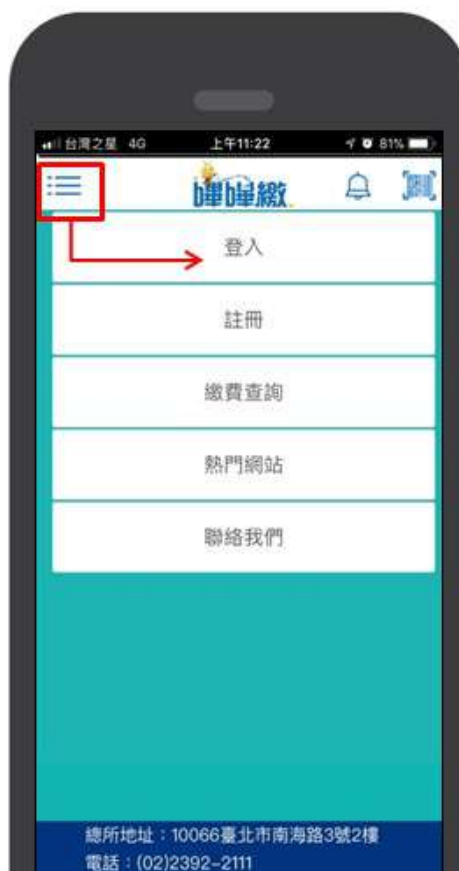 台灣之星 4G 上午11:22 81%
嗶嗶繳
登入
註冊
繳費查詢
熱門網站
聯絡我們
總所地址：10066臺北市南海路3號2樓
電話：(02)2392-2111